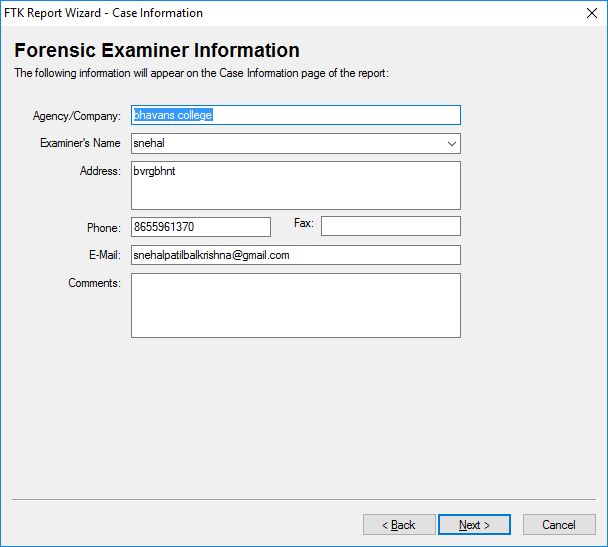 FTK Report Wizard - Case Information
Forensic Examiner Information
The following information will appear on the Case Information page of the report:
Agency/Company: bhavans college
Examiner's Name snehal
Address: bvrgbhnt
Phone: 8655961370 Fax:
E-Mail: snehalpatilbalkrishna@gmail.com
Comments:
< Back Next > Cancel